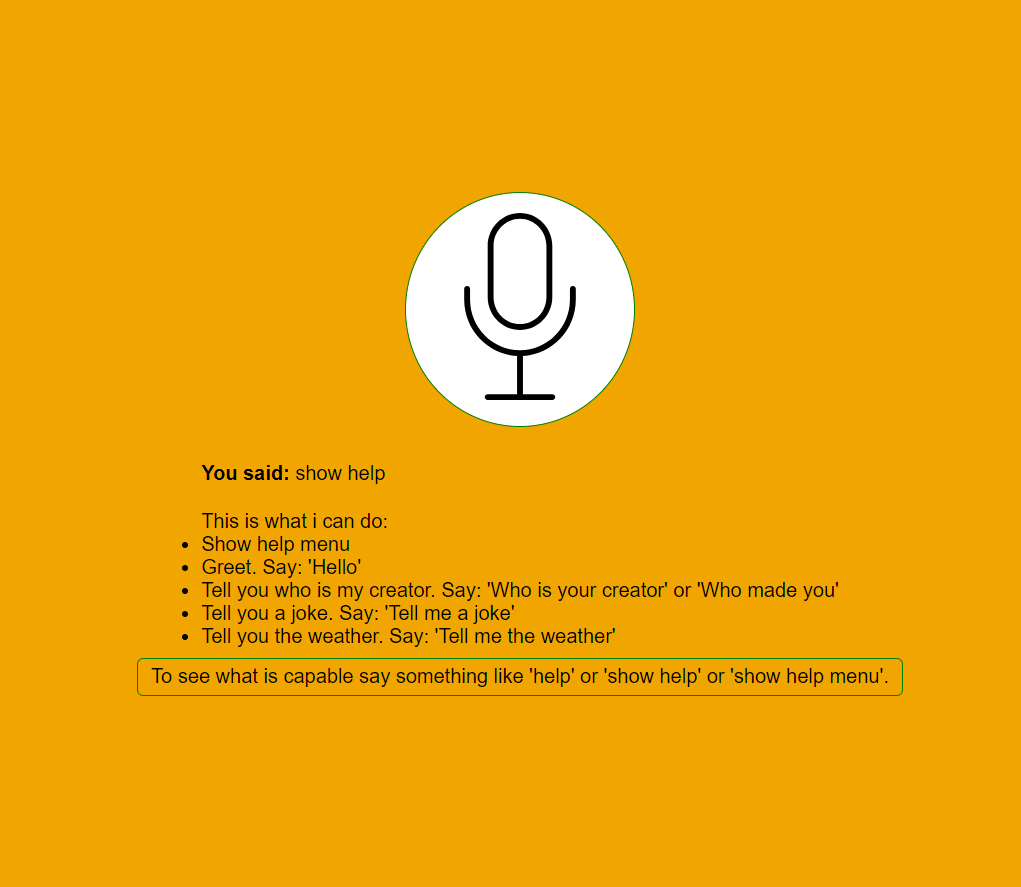 You said: show help
This is what i can do:
Show help menu
Greet. Say: 'Hello'
Tell you who is my creator. Say: 'Who is your creator' or 'Who made you'
Tell you a joke. Say: 'Tell me a joke'
Tell you the weather. Say: 'Tell me the weather'
To see what is capable say something like 'help' or 'show help' or 'show help menu'.